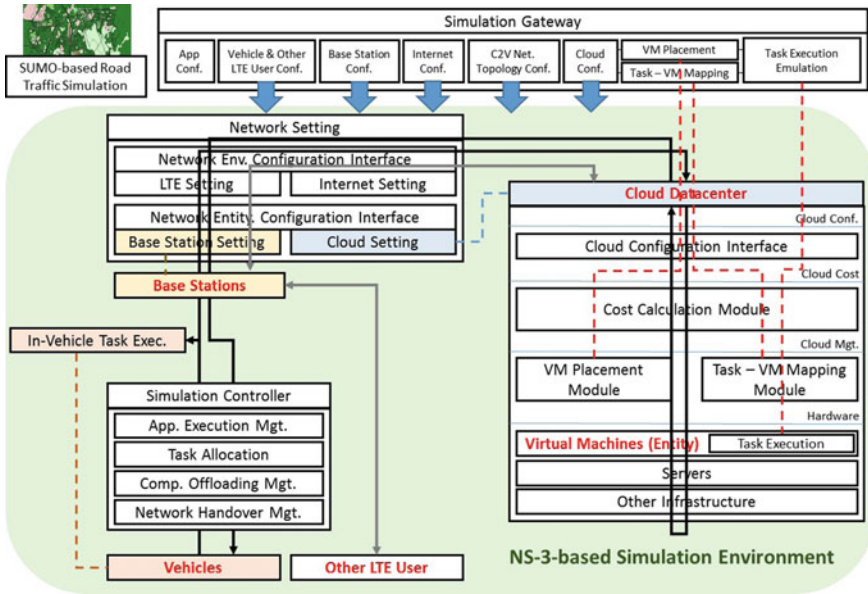 Simulation Gateway
SUMO-based Road
Traffic Simulation
App
Conf.
Vehicle & Other
LTE User Conf.
Base Station
Conf.
Internet
Conf.
C2V Net.
Topology Conf.
Cloud
Conf.
VM Placement
Task – VM Mapping
Task Execution
Emulation
Network Setting
Network Env. Configuration Interface
LTE Setting
Internet Setting
Network Entity. Configuration Interface
Base Station Setting
Cloud Setting
Base Stations
In-Vehicle Task Exec.
Simulation Controller
App. Execution Mgt.
Task Allocation
Comp. Offloading Mgt.
Network Handover Mgt.
Vehicles
Other LTE User
Cloud Datacenter
Cloud Conf.
Cloud Configuration Interface
Cloud Cost
Cost Calculation Module
Cloud Mgt.
VM Placement
Module
Task – VM Mapping
Module
Hardware
Virtual Machines (Entity)
Task Execution
Servers
Other Infrastructure
NS-3-based Simulation Environment